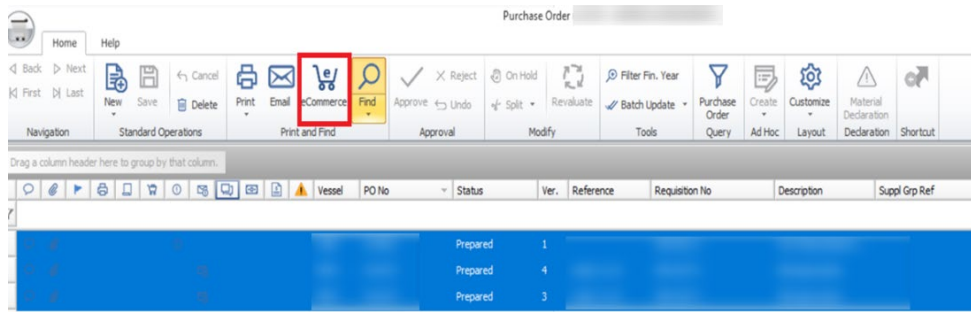 Purchase Order
Home Help
Back Next
First Last
New Save Cancel Delete
Print Email eCommerce Find
Approve Reject Undo
On Hold Split Revaluate
Filter Fin. Year
Batch Update
Purchase Order
Create Customize
Material Declaration
Navigation Standard Operations Print and Find Approval Modify Tools Query Ad Hoc Layout Declaration Shortcut
Drag a column header here to group by that column.
Vessel PO No Status Ver. Reference Requisition No Description Suppl Grp Ref
Prepared 1
Prepared 4
Prepared 3